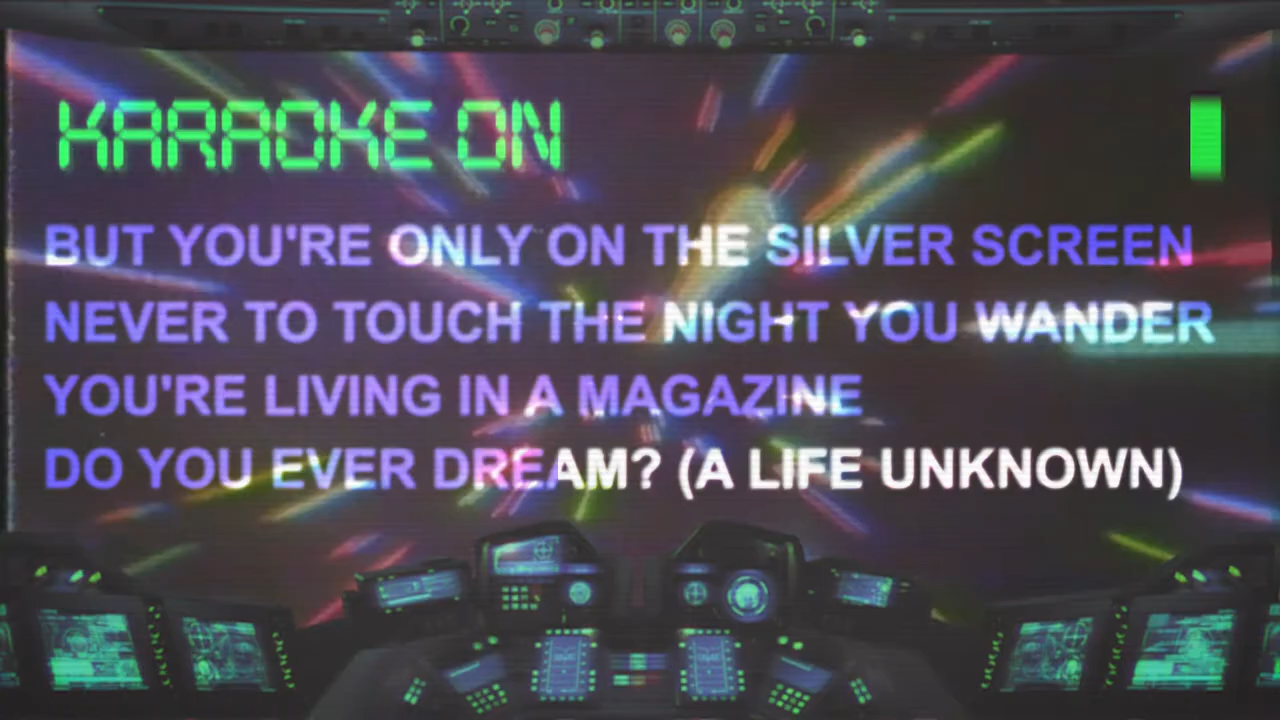 KARAOKE ON
BUT YOU'RE ONLY ON THE SILVER SCREEN
NEVER TO TOUCH THE NIGHT YOU WANDER
YOU'RE LIVING IN A MAGAZINE
DO YOU EVER DREAM? (A LIFE UNKNOWN)